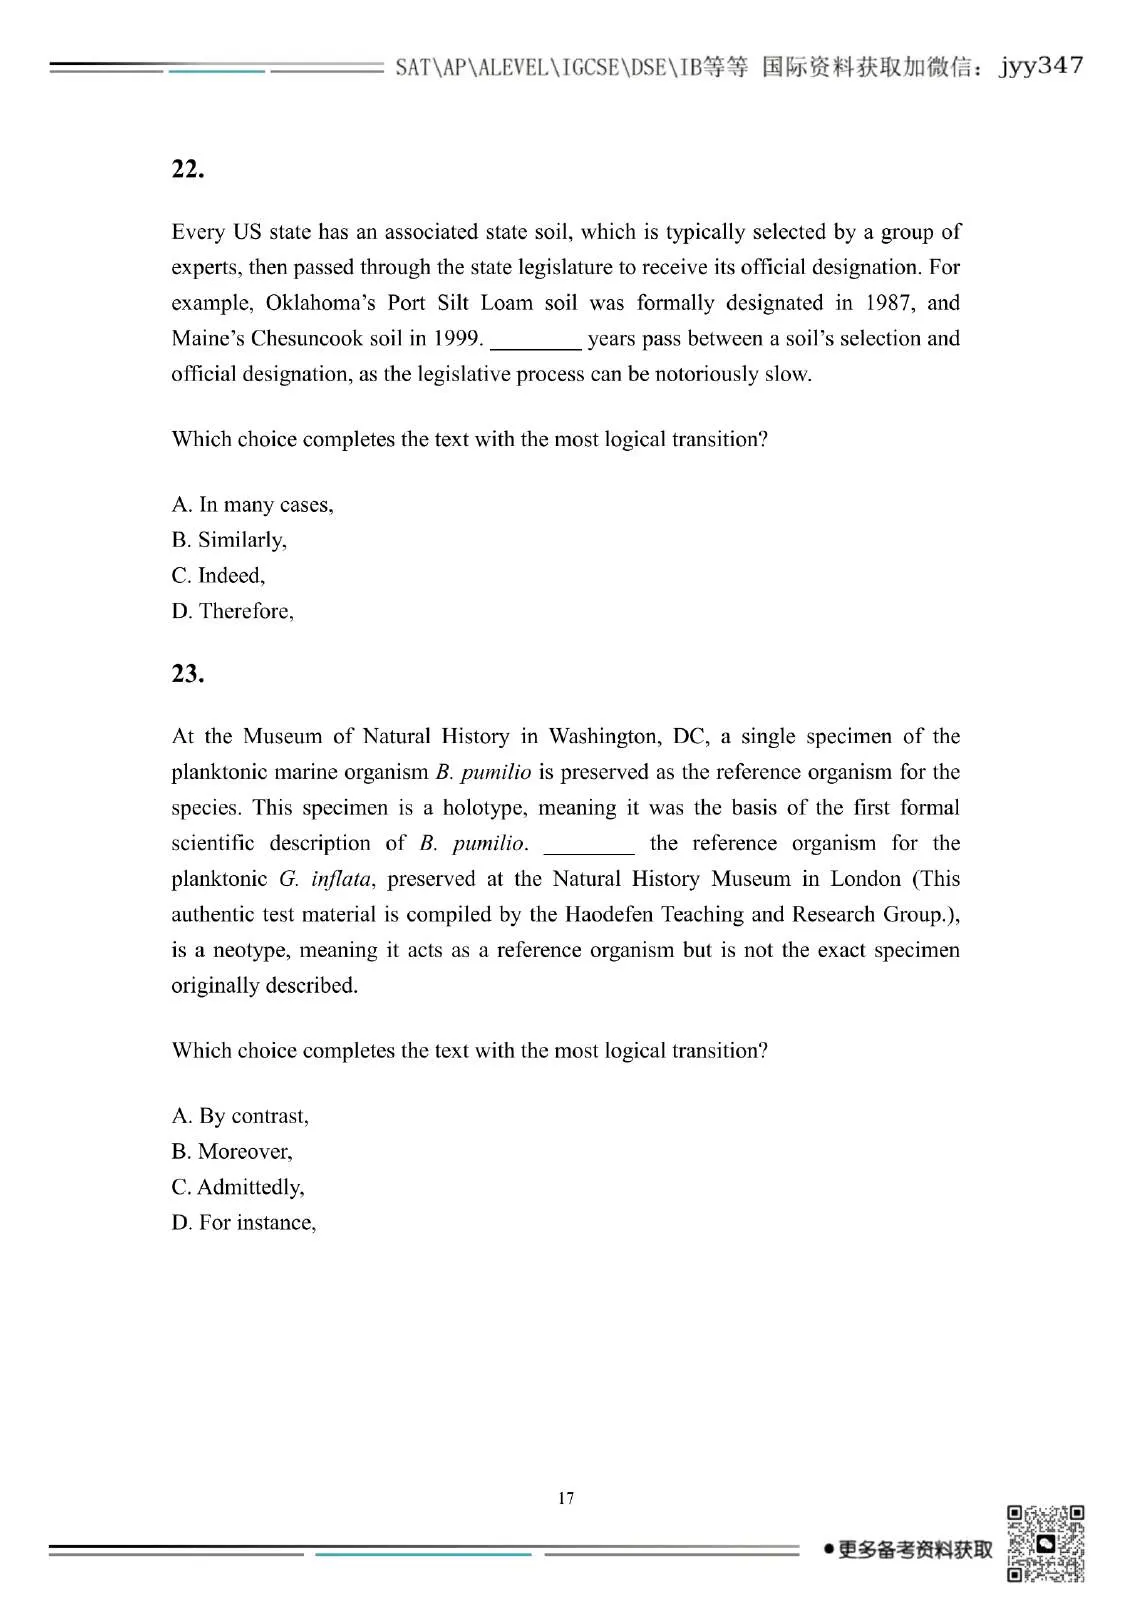 SAT\AP\ALEVEL\IGCSE\DSE\IB等等 国际资料获取加微信： jyy347
22.
Every US state has an associated state soil, which is typically selected by a group of
experts, then passed through the state legislature to receive its official designation. For
example, Oklahoma’s Port Silt Loam soil was formally designated in 1987, and
Maine’s Chesuncook soil in 1999. ________ years pass between a soil’s selection and
official designation, as the legislative process can be notoriously slow.
Which choice completes the text with the most logical transition?
A. In many cases,
B. Similarly,
C. Indeed,
D. Therefore,
23.
At the Museum of Natural History in Washington, DC, a single specimen of the
planktonic marine organism B. pumilio is preserved as the reference organism for the
species. This specimen is a holotype, meaning it was the basis of the first formal
scientific description of B. pumilio. ________ the reference organism for the
planktonic G. inflata, preserved at the Natural History Museum in London (This
authentic test material is compiled by the Haodefen Teaching and Research Group.),
is a neotype, meaning it acts as a reference organism but is not the exact specimen
originally described.
Which choice completes the text with the most logical transition?
A. By contrast,
B. Moreover,
C. Admittedly,
D. For instance,
17
●更多备考资料获取